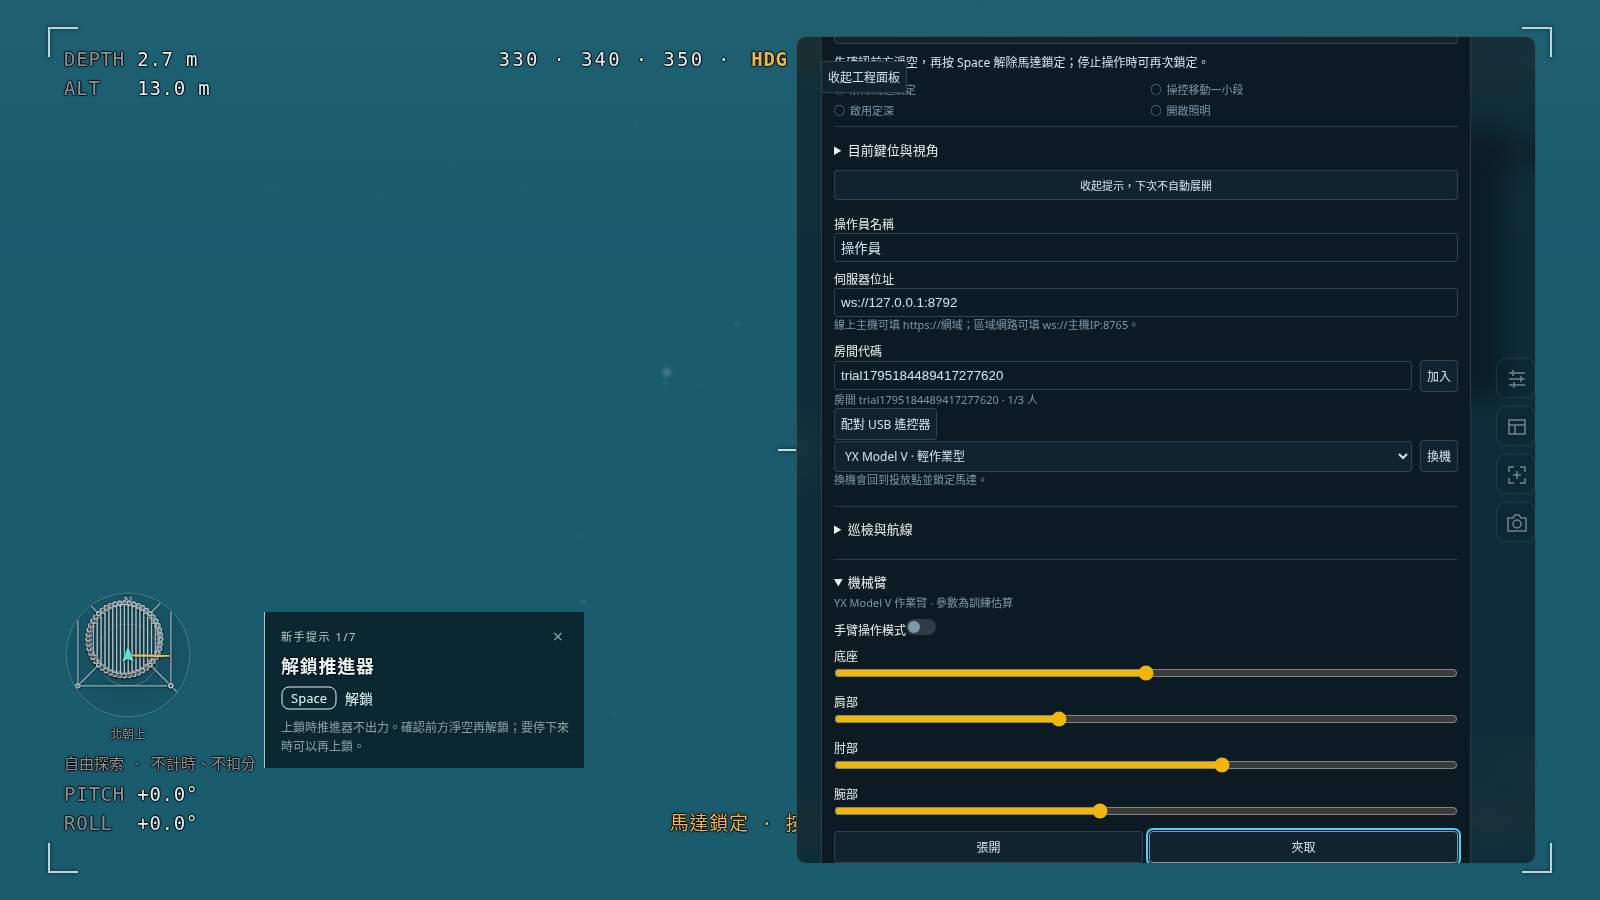 DEPTH 2.7 m
ALT 13.0 m
330 · 340 · 350 · HDG
淨空，再按 Space 解除馬達鎖定；停止操作時可再次鎖定。
收起工程面板
操控移動一小段
啟用定深
開啟照明
目前鍵位與視角
收起提示，下次不自動展開
操作員名稱
操作員
伺服器位址
ws://127.0.0.1:8792
線上主機可填 https://網域；區域網路可填 ws://主機IP:8765。
房間代碼
trial1795184489417277620
加入
房間 trial1795184489417277620 · 1/3 人
配對 USB 遙控器
YX Model V · 輕作業型
換機
換機會回到投放點並鎖定馬達。
巡檢與航線
機械臂
YX Model V 作業臂 · 參數為訓練估算
手臂操作模式
底座
肩部
肘部
腕部
張開
夾取
新手提示 1/7
×
解鎖推進器
Space 解鎖
上鎖時推進器不出力。確認前方淨空再解鎖；要停下來
時可以再上鎖。
N
北朝上
自由探索 · 不計時、不扣分
PITCH +0.0°
ROLL +0.0°
馬達鎖定 · 按